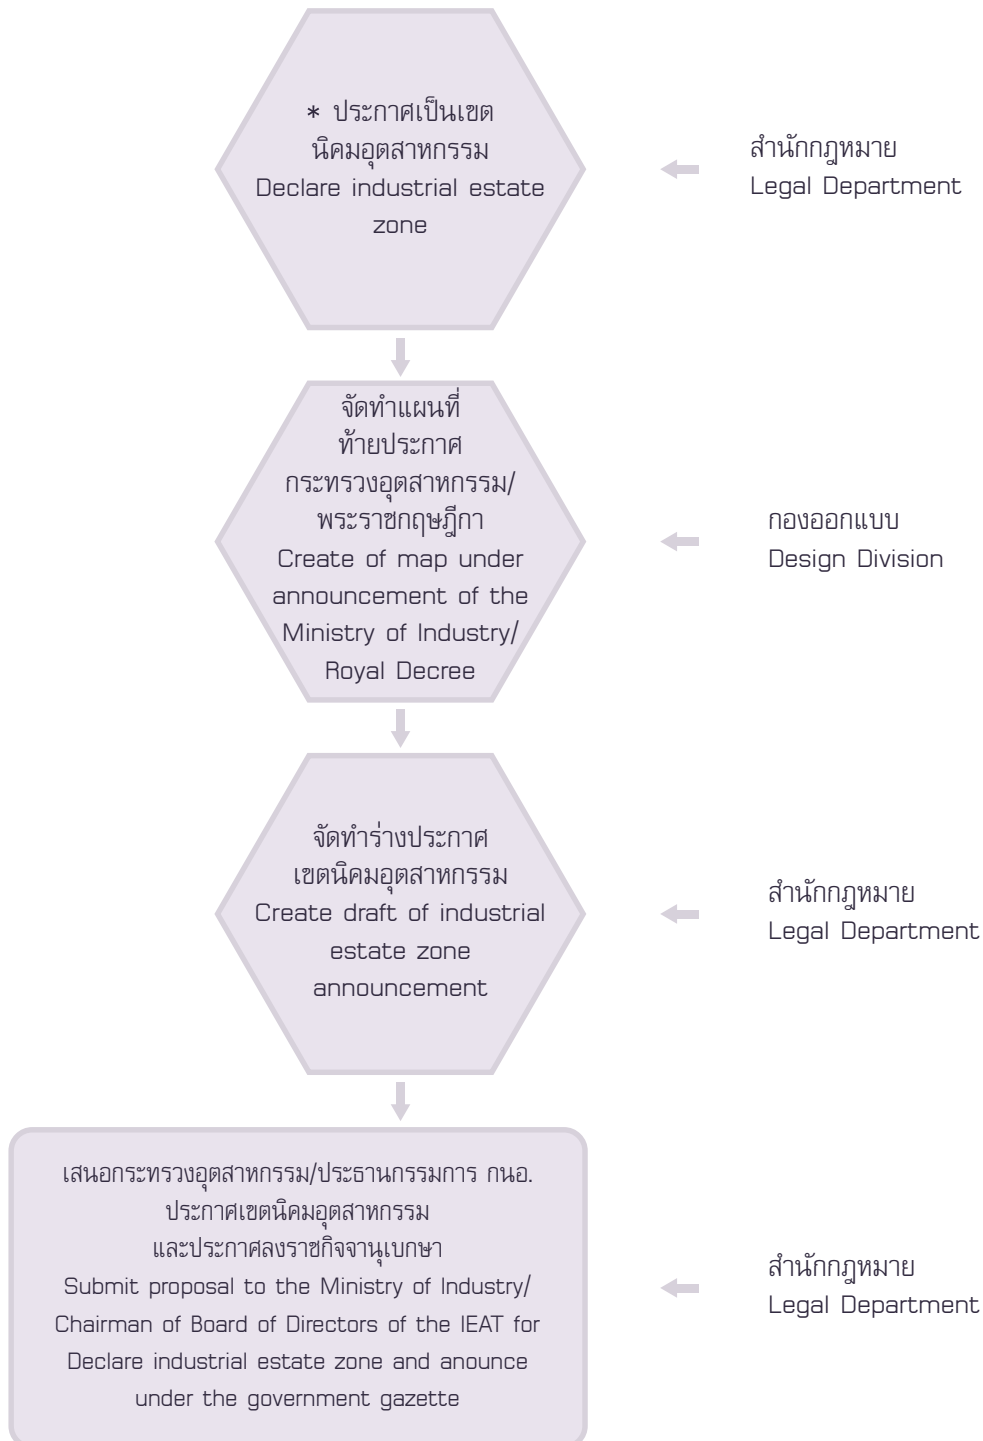 * ประกาศเป็นเขต
นิคมอุตสาหกรรม
Declare industrial estate
zone
สำนักกฎหมาย
Legal Department
จัดทำแผนที่
ท้ายประกาศ
กระทรวงอุตสาหกรรม/
พระราชกฤษฎีกา
Create of map under
announcement of the
Ministry of Industry/
Royal Decree
กองออกแบบ
Design Division
จัดทำร่างประกาศ
เขตนิคมอุตสาหกรรม
Create draft of industrial
estate zone
announcement
สำนักกฎหมาย
Legal Department
เสนอกระทรวงอุตสาหกรรม/ประธานกรรมการ กนอ.
ประกาศเขตนิคมอุตสาหกรรม
และประกาศลงราชกิจจานุเบกษา
Submit proposal to the Ministry of Industry/
Chairman of Board of Directors of the IEAT for
Declare industrial estate zone and anounce
under the government gazette
สำนักกฎหมาย
Legal Department